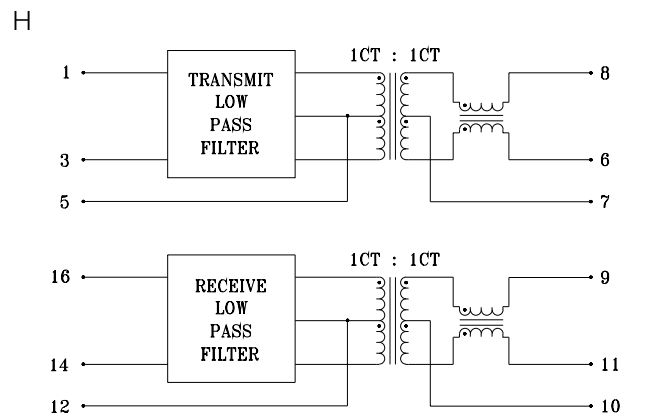 H
1CT : 1CT
1
TRANSMIT
LOW
PASS
FILTER
8
3
6
5
7
1CT : 1CT
16
RECEIVE
LOW
PASS
FILTER
9
14
11
12
10